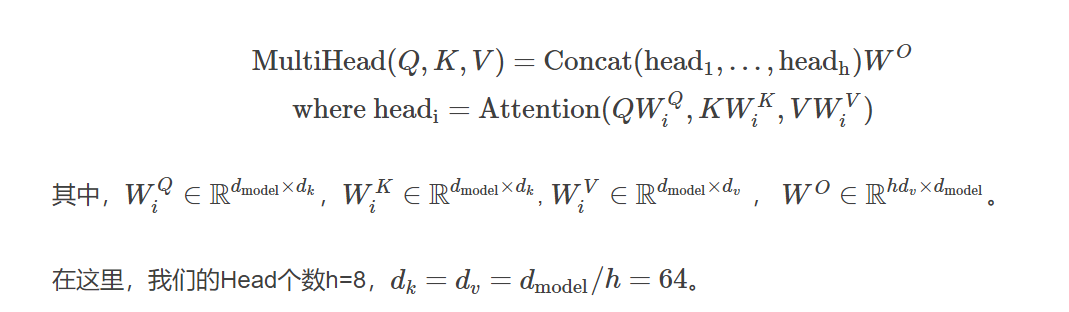 MultiHead(Q, K, V) = Concat(head₁, …, headₕ)W^O
where headᵢ = Attention(QW_i^Q, KW_i^K, VW_i^V)
其中，W_i^Q ∈ ℝ^{d_model×d_k}，W_i^K ∈ ℝ^{d_model×d_k}, W_i^V ∈ ℝ^{d_model×d_v} ， W^O ∈ ℝ^{hd_v×d_model} 。
在这里，我们的Head个数h=8，d_k = d_v = d_model/h = 64。